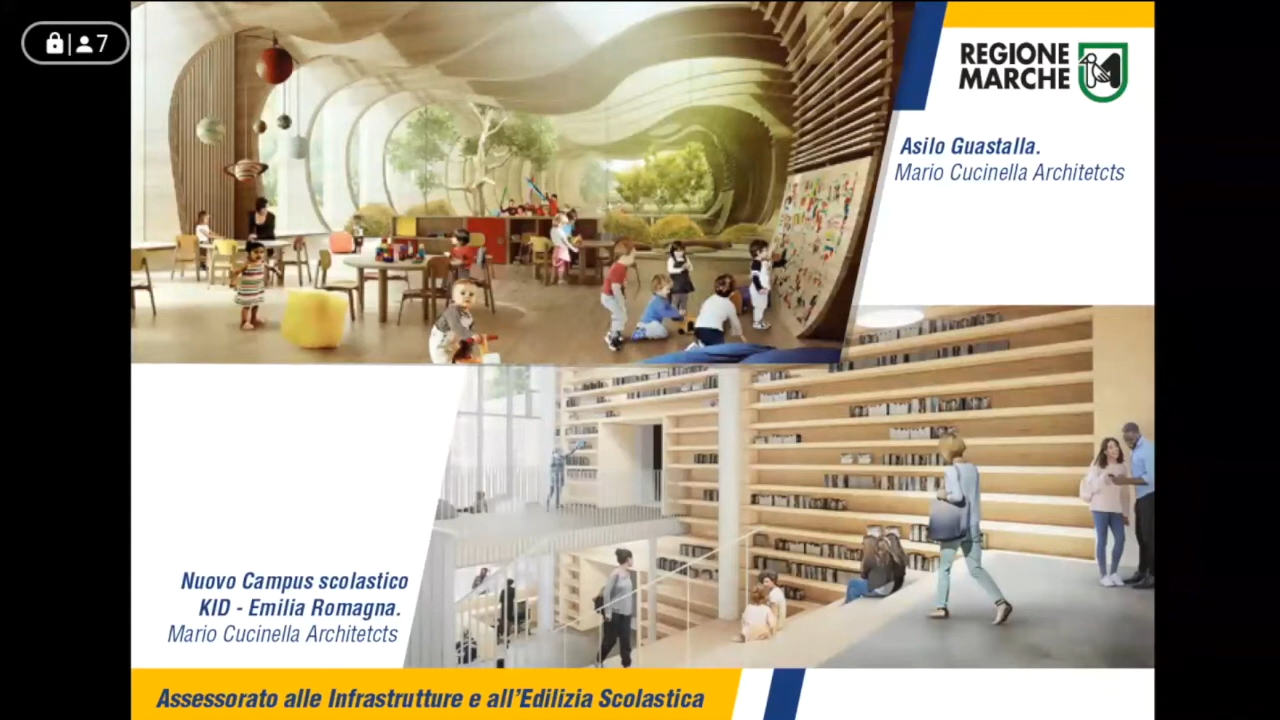 7
REGIONE
MARCHE
Asilo Guastalla.
Mario Cucinella Architetcts
Nuovo Campus scolastico
KID - Emilia Romagna.
Mario Cucinella Architetcts
Assessorato alle Infrastrutture e all'Edilizia Scolastica